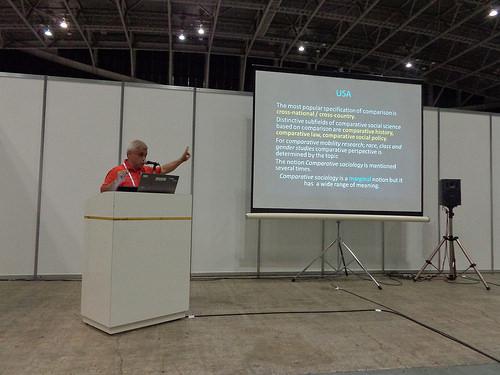 USA
The most popular specification of comparison is
cross-national / cross-country.
Distinctive subfields of comparative social science
based on comparison are comparative history,
comparative law, comparative social policy.
For comparative mobility research; race, class and
gender studies comparative perspective is
determined by the topic
The notion Comparative sociology is mentioned
several times.
Comparative sociology is a marginal notion but it
has a wide range of meaning.